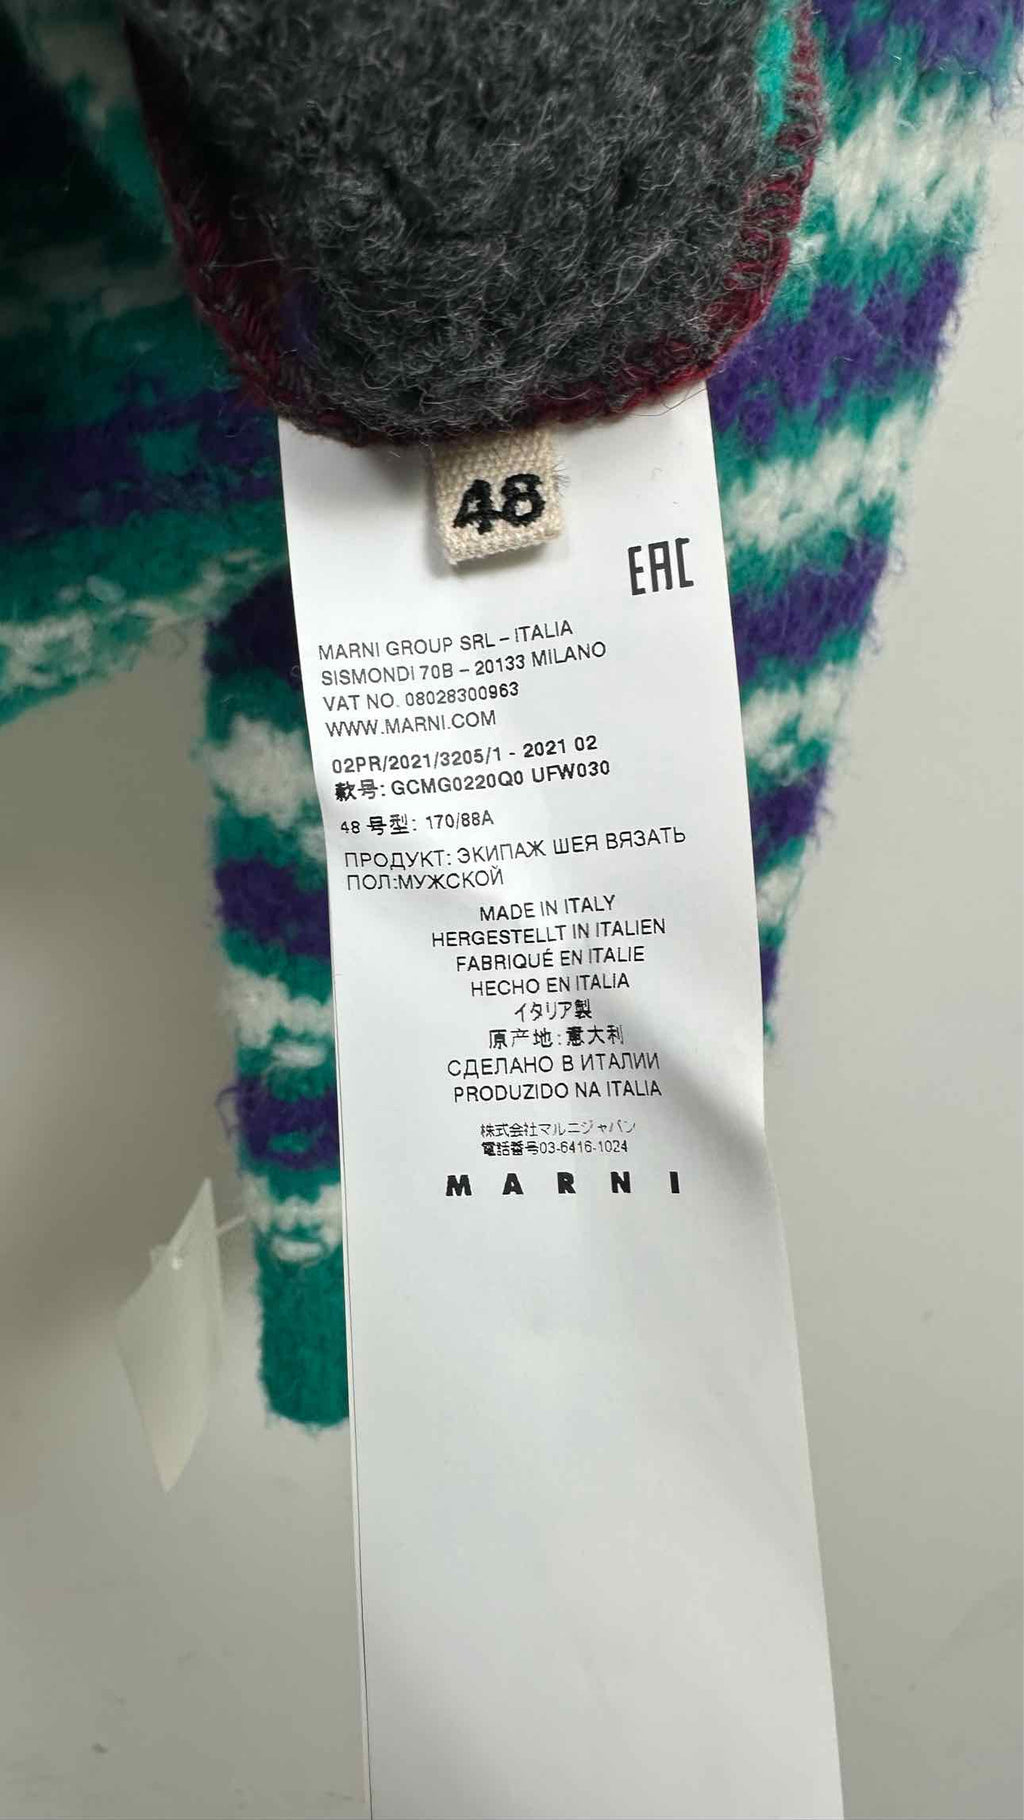 48
EAC
MARNI GROUP SRL – ITALIA
SISMONDI 70B – 20133 MILANO
VAT NO. 08028300963
WWW.MARNI.COM
02PR/2021/3205/1 - 2021 02
款号: GCMG0220Q0 UFW030
48 号型: 170/88A
ПРОДУКТ: ЭКИПАЖ ШЕЯ ВЯЗАТЬ
ПОЛ:МУЖСКОЙ
MADE IN ITALY
HERGESTELLT IN ITALIEN
FABRIQUÉ EN ITALIE
HECHO EN ITALIA
イタリア製
原产地:意大利
СДЕЛАНО В ИТАЛИИ
PRODUZIDO NA ITALIA
株式会社マルニジャパン
電話番号03-6416-1024
MARNI